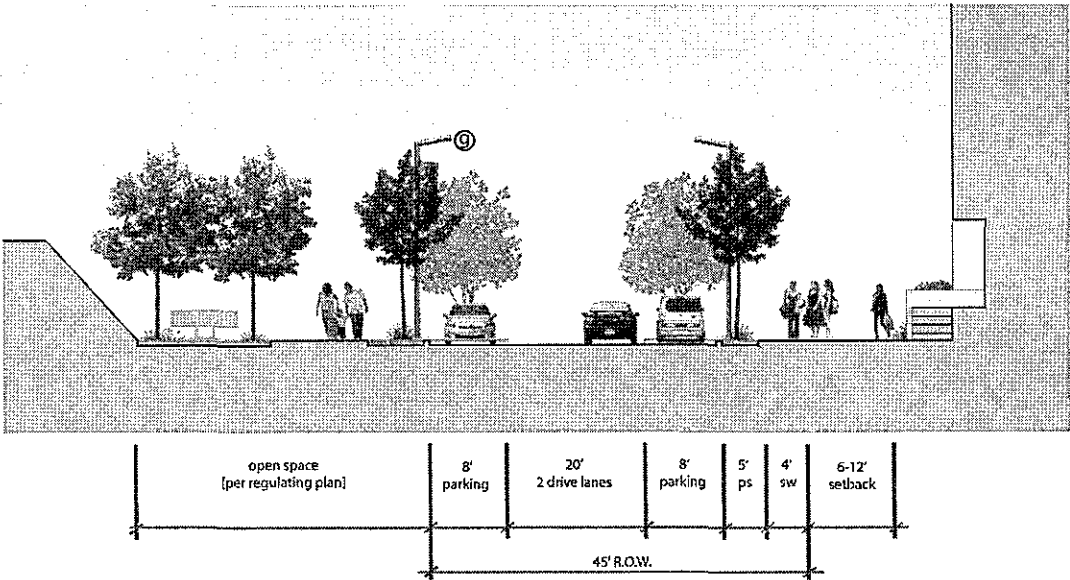 g
open space
[per regulating plan]
8'
parking
20'
2 drive lanes
8'
parking
5'
ps
4'
sw
6-12'
setback
45' R.O.W.